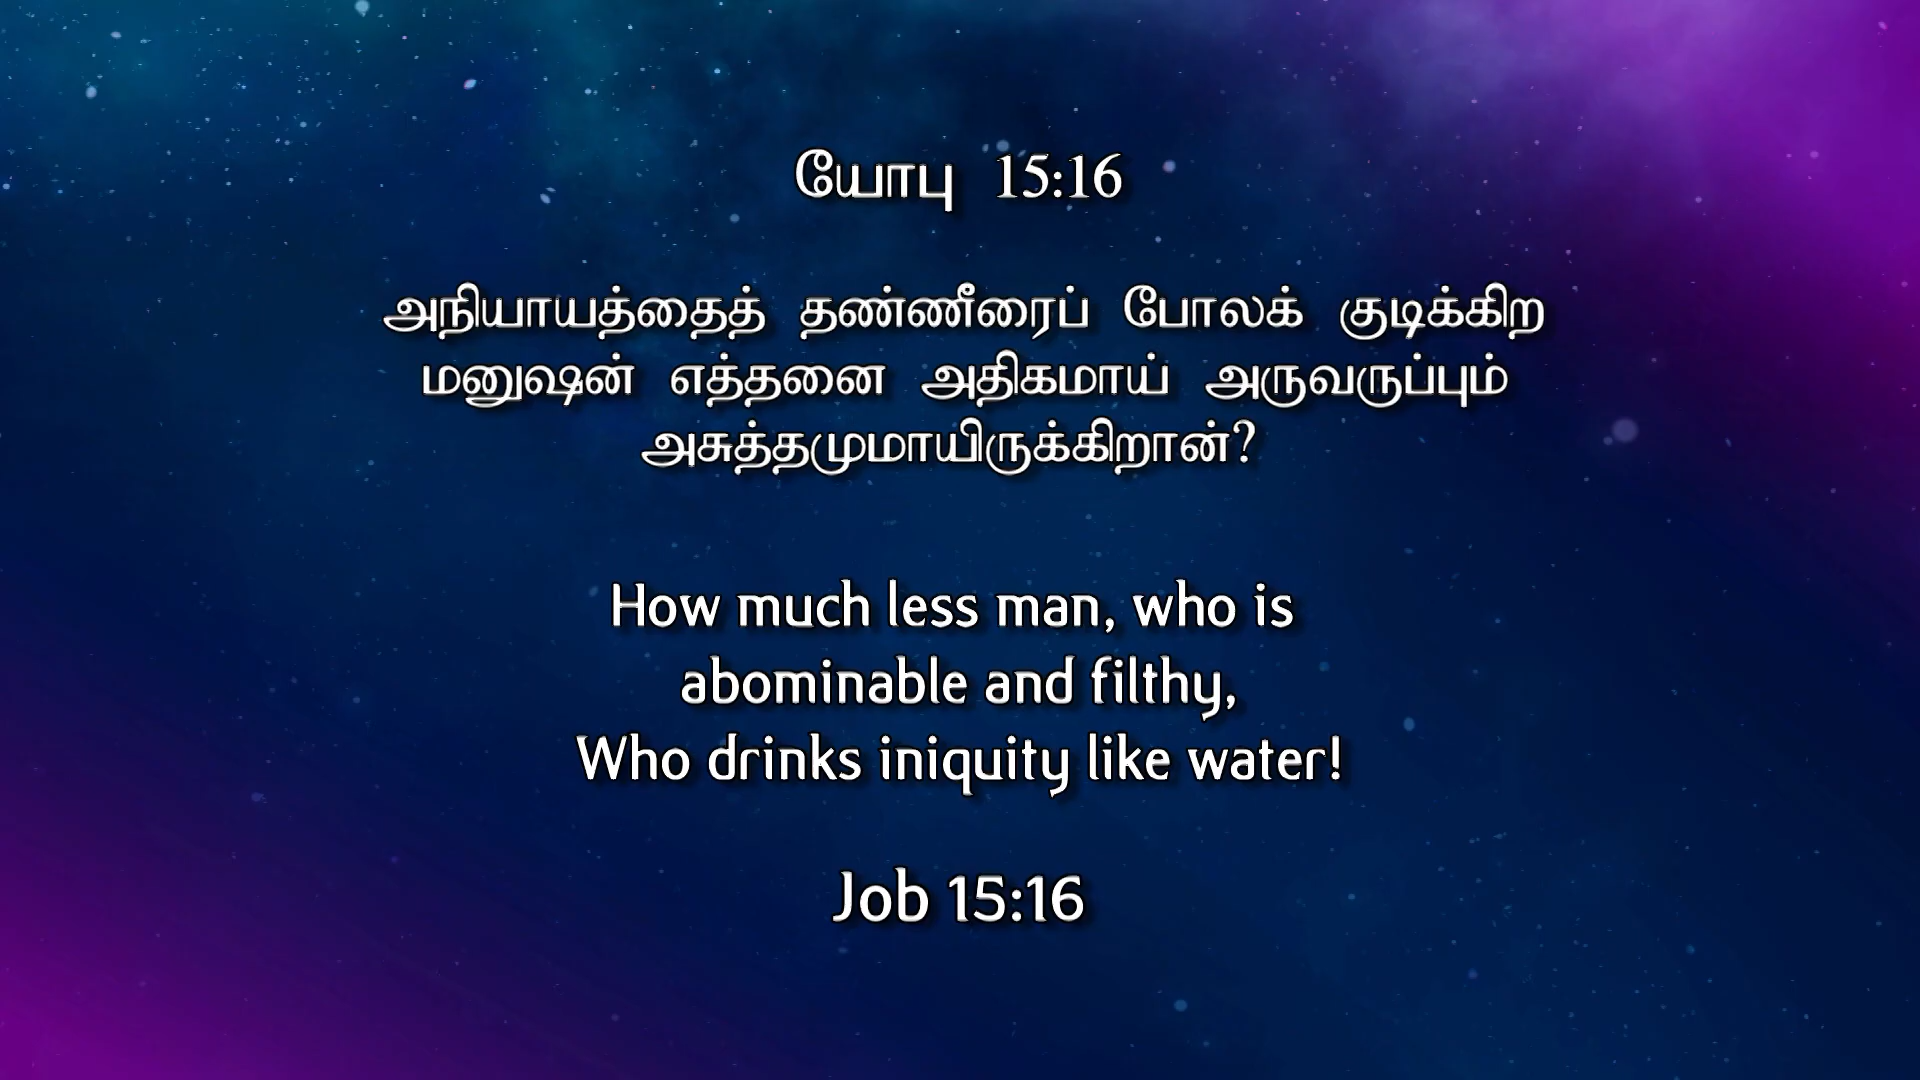 யோபு 15:16
அநியாயத்தைத் தண்ணீரைப் போலக் குடிக்கிற
மனுஷன் எத்தனை அதிகமாய் அருவருப்பும்
அசுத்தமுமாயிருக்கிறான்?
How much less man, who is
abominable and filthy,
Who drinks iniquity like water!
Job 15:16